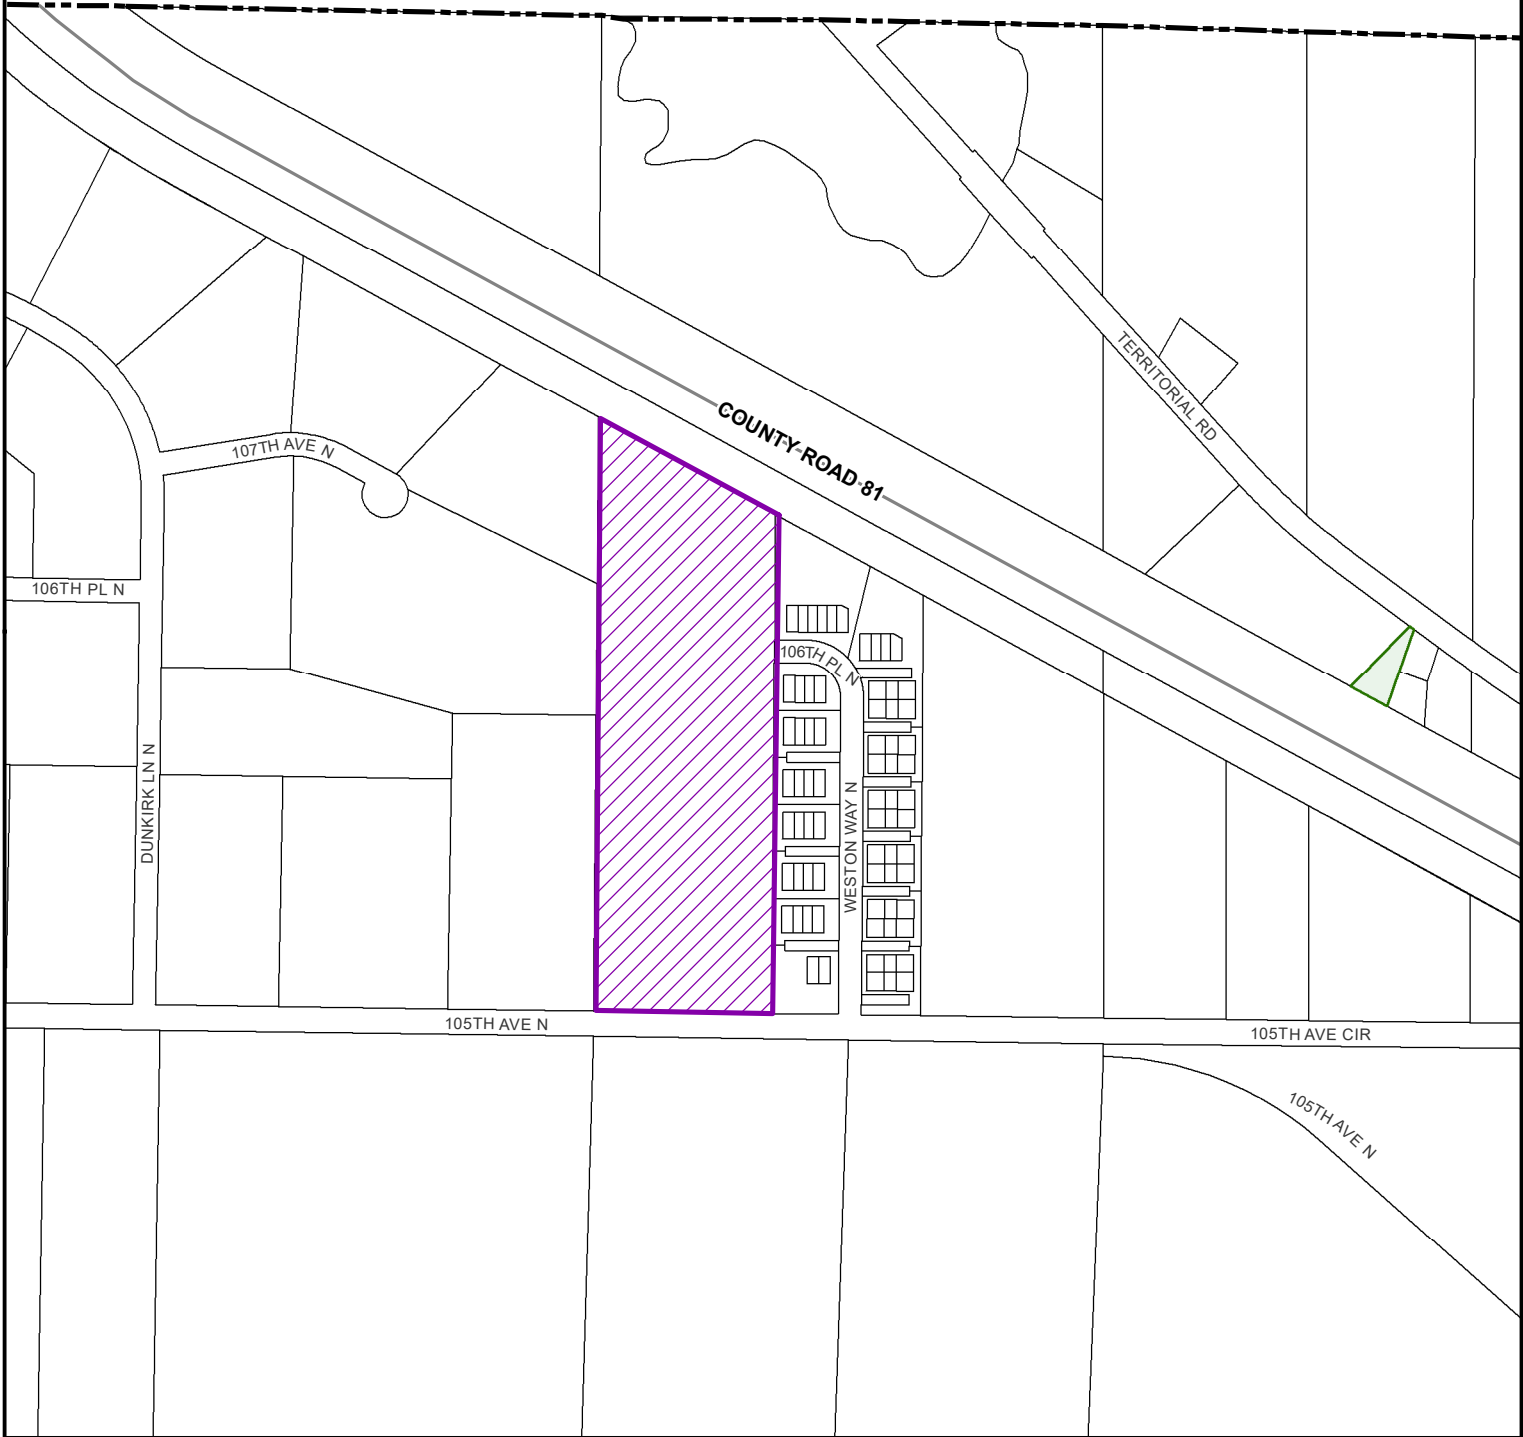 TERRITORIAL RD
COUNTY ROAD 81
107TH AVE N
106TH PL N
106TH PL N
DUNKIRK LN N
WESTON WAY N
105TH AVE N
105TH AVE CIR
105TH AVE N